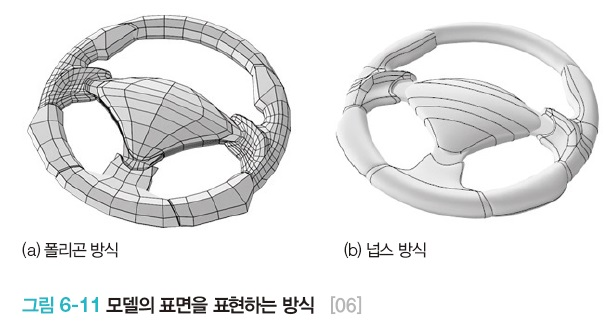 (a) 폴리곤 방식
(b) 넙스 방식
그림 6-11 모델의 표면을 표현하는 방식 [06]